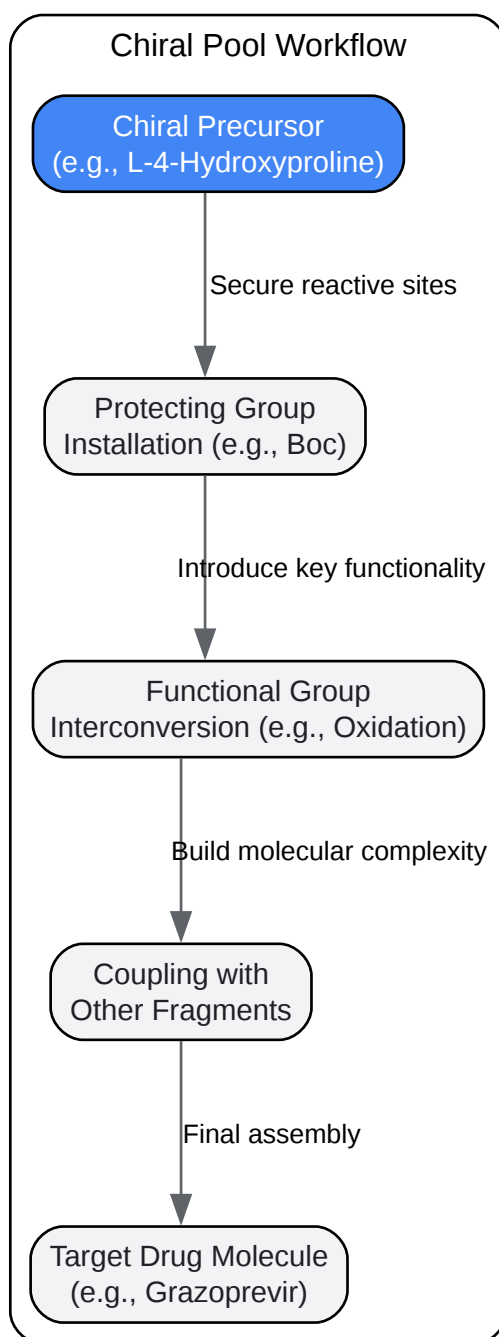 Chiral Pool Workflow
Chiral Precursor
(e.g., L-4-Hydroxyproline)
Secure reactive sites
Protecting Group
Installation (e.g., Boc)
Introduce key functionality
Functional Group
Interconversion (e.g., Oxidation)
Build molecular complexity
Coupling with
Other Fragments
Final assembly
Target Drug Molecule
(e.g., Grazoprevir)